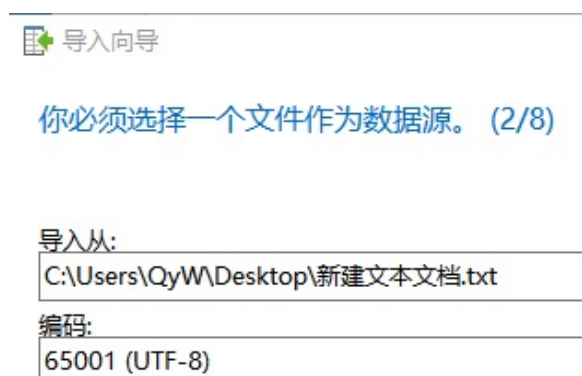 导入向导
你必须选择一个文件作为数据源。 (2/8)
导入从:
C:\Users\QyW\Desktop\新建文本文档.txt
编码:
65001 (UTF-8)